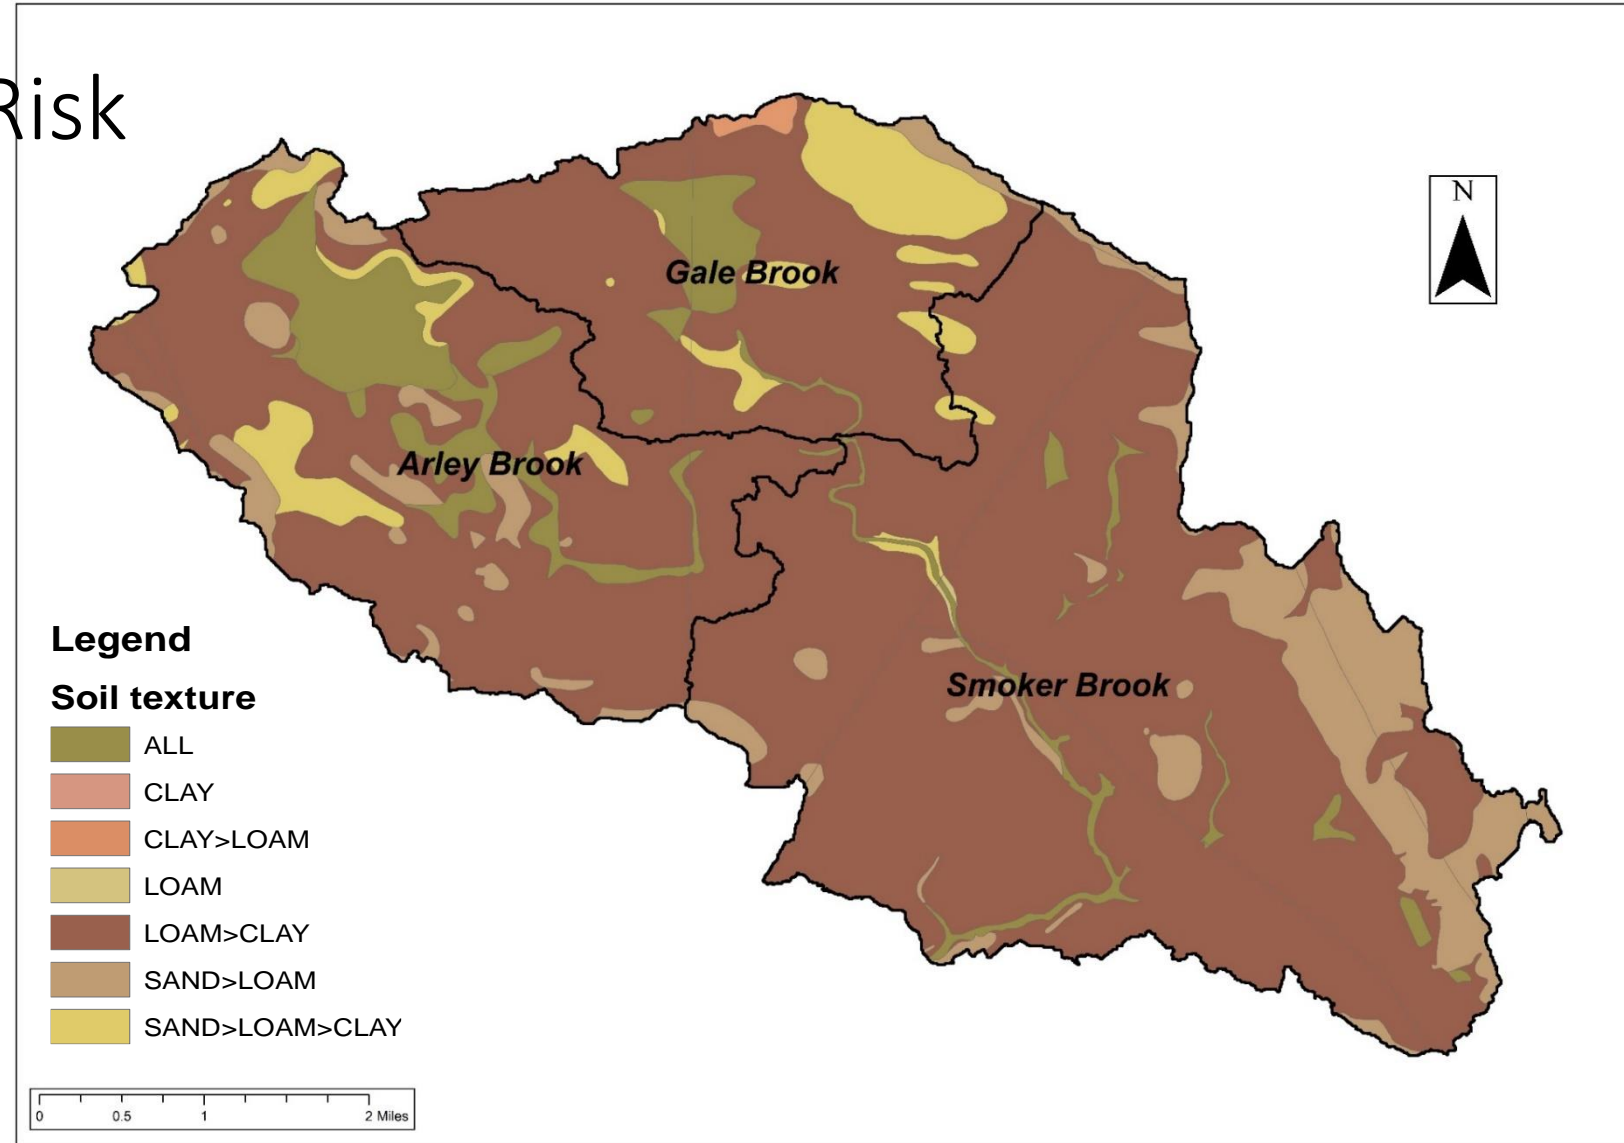 Risk
N
Gale Brook
Arley Brook
Smoker Brook
Legend
Soil texture
ALL
CLAY
CLAY>LOAM
LOAM
LOAM>CLAY
SAND>LOAM
SAND>LOAM>CLAY
0 0.5 1 2 Miles